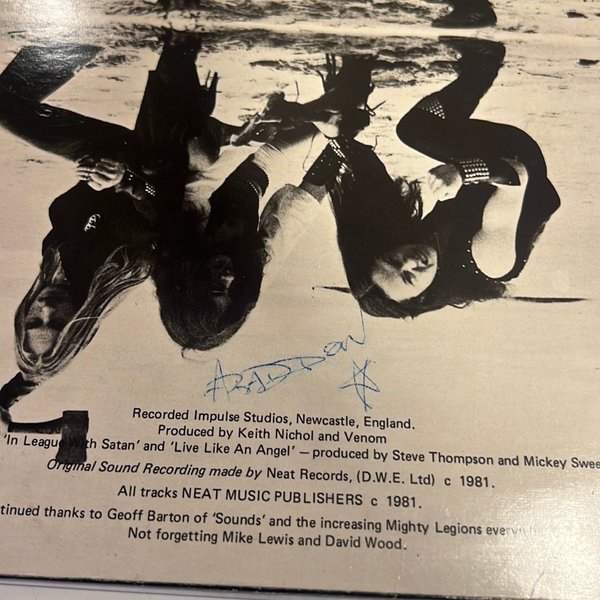 ABADDON
Recorded Impulse Studios, Newcastle, England.
Produced by Keith Nichol and Venom
'In League With Satan' and 'Live Like An Angel' — produced by Steve Thompson and Mickey Swee
Original Sound Recording made by Neat Records, (D.W.E. Ltd) c 1981.
All tracks NEAT MUSIC PUBLISHERS c 1981.
tinued thanks to Geoff Barton of 'Sounds' and the increasing Mighty Legions
Not forgetting Mike Lewis and David Wood.